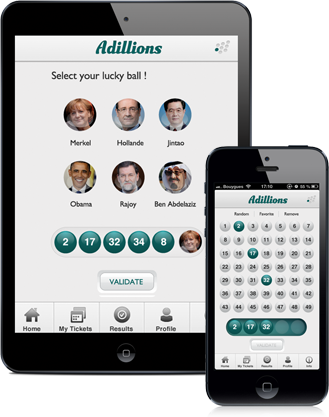 Adillions
Select your lucky ball !
Merkel Hollande Jintao
Obama Rajoy Ben Abdelaziz
2 17 32 34 8
VALIDATE
Home My Tickets Results Profile
Bouygues 17:10 55 %
Adillions
Random Favorite Remove
1 2 3 4 5 6 7
8 9 10 11 12 13 14
15 16 17 18 19 20 21
22 23 24 25 26 27 28
29 30 31 32 33 34 35
36 37 38 39 40 41 42
43 44 45 46 47 48 49
2 17 32
VALIDATE
Home My Tickets Results Profile Info